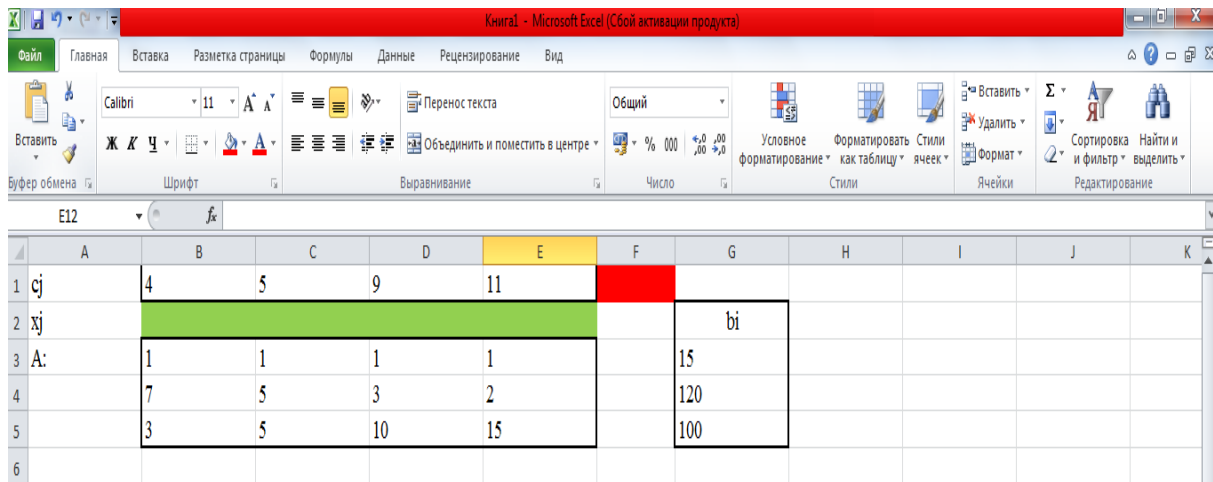 Книга1 - Microsoft Excel (Сбой активации продукта)
Файл Главная Вставка Разметка страницы Формулы Данные Рецензирование Вид
Вставить
Буфер обмена
Calibri 11
Ж К Ч
Шрифт
Перенос текста
Объединить и поместить в центре
Выравнивание
Общий
% 000
Число
Условное форматирование
Форматировать как таблицу
Стили ячеек
Стили
Вставить
Удалить
Формат
Ячейки
Σ
Сортировка и фильтр
Найти и выделить
Редактирование
E12 fx
A B C D E F G H I J K
1 cj 4 5 9 11
2 xj bi
3 A: 1 1 1 1 15
4 7 5 3 2 120
5 3 5 10 15 100
6